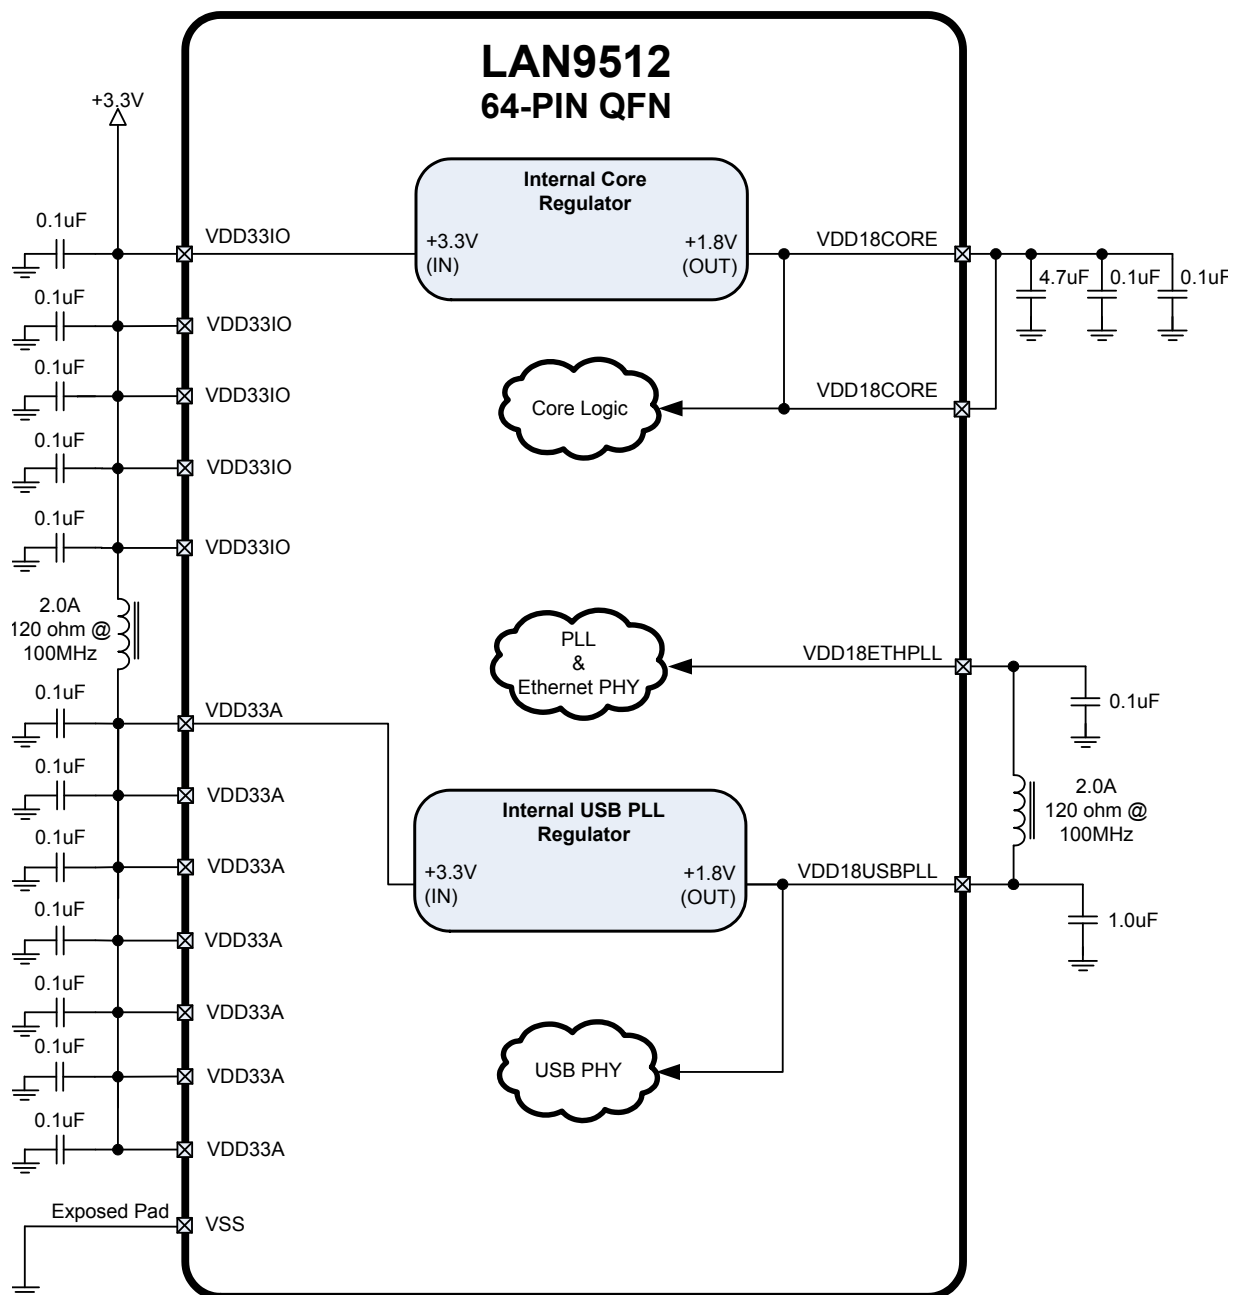 LAN9512
64-PIN QFN
+3.3V
Internal Core
Regulator
0.1uF
VDD33IO
+3.3V
(IN)
+1.8V
(OUT)
VDD18CORE
4.7uF
0.1uF
0.1uF
0.1uF
VDD33IO
0.1uF
VDD33IO
Core Logic
VDD18CORE
0.1uF
VDD33IO
0.1uF
VDD33IO
2.0A
120 ohm @
100MHz
PLL
&
Ethernet PHY
VDD18ETHPLL
0.1uF
0.1uF
VDD33A
0.1uF
VDD33A
Internal USB PLL
Regulator
2.0A
120 ohm @
100MHz
0.1uF
VDD33A
+3.3V
(IN)
+1.8V
(OUT)
VDD18USBPLL
1.0uF
0.1uF
VDD33A
0.1uF
VDD33A
0.1uF
VDD33A
USB PHY
0.1uF
VDD33A
Exposed Pad
VSS